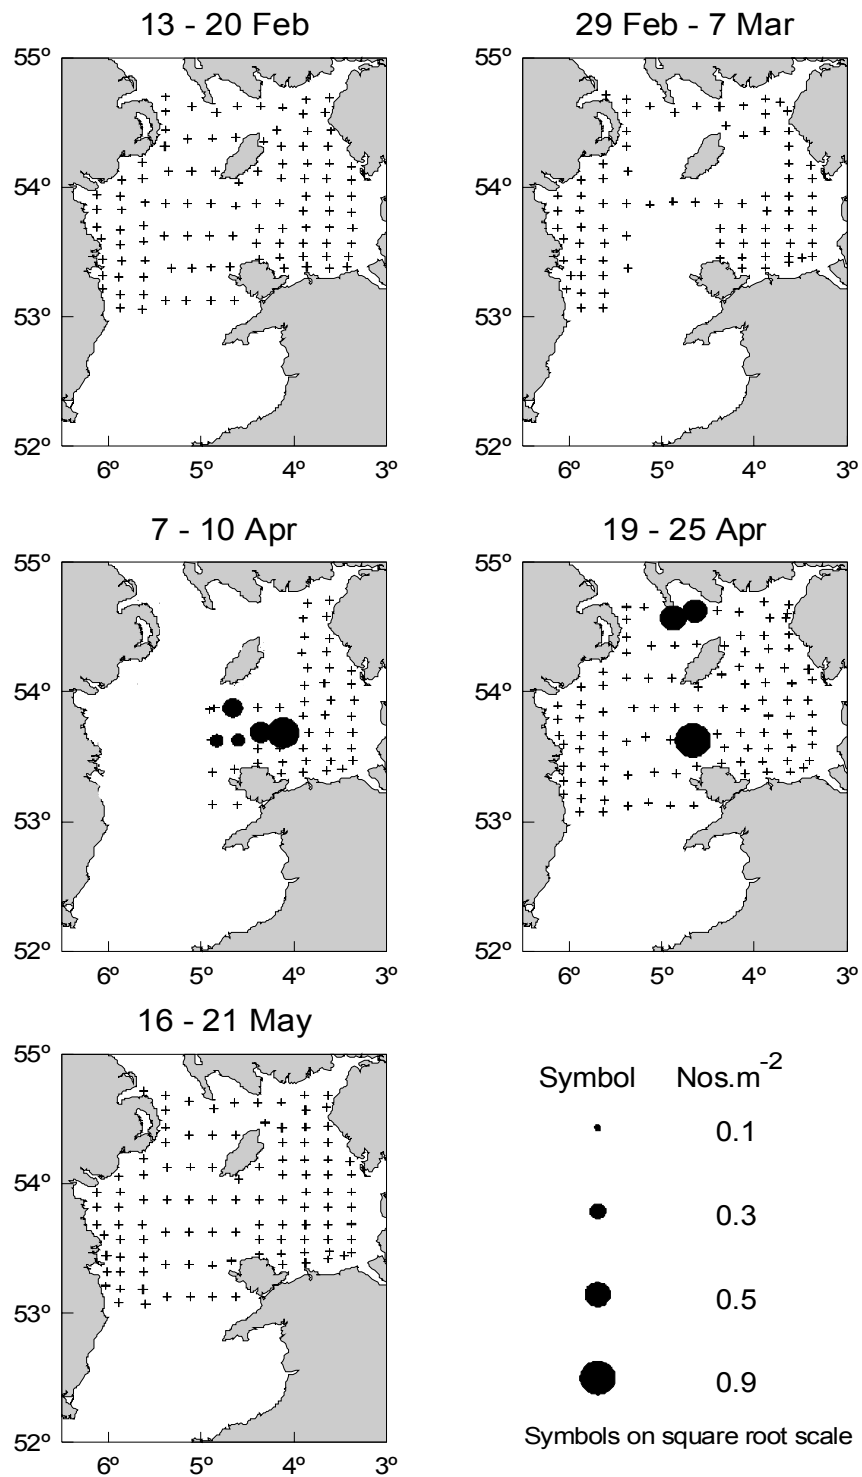 13 - 20 Feb
29 Feb - 7 Mar
55º
54º
53º
52º
6º 5º 4º 3º
55º
54º
53º
52º
6º 5º 4º 3º
7 - 10 Apr
19 - 25 Apr
55º
54º
53º
52º
6º 5º 4º 3º
55º
54º
53º
52º
6º 5º 4º 3º
16 - 21 May
55º
54º
53º
52º
6º 5º 4º 3º
Symbol Nos.m⁻²
0.1
0.3
0.5
0.9
Symbols on square root scale